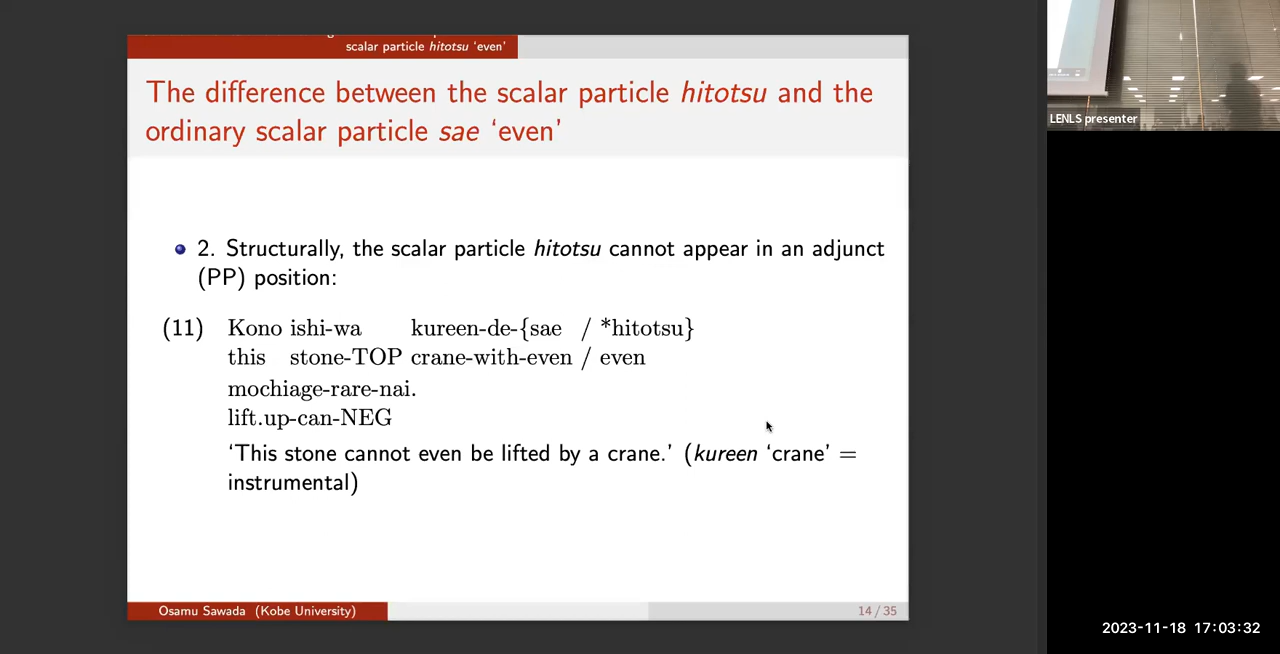 scalar particle hitotsu ‘even’
The difference between the scalar particle hitotsu and the
ordinary scalar particle sae ‘even’
2. Structurally, the scalar particle hitotsu cannot appear in an adjunct
(PP) position:
(11) Kono ishi-wa kureen-de-{sae / *hitotsu}
this stone-TOP crane-with-even / even
mochiage-rare-nai.
lift.up-can-NEG
‘This stone cannot even be lifted by a crane.’ (kureen ‘crane’ =
instrumental)
Osamu Sawada (Kobe University)
14 / 35
LENLS presenter
2023-11-18 17:03:32